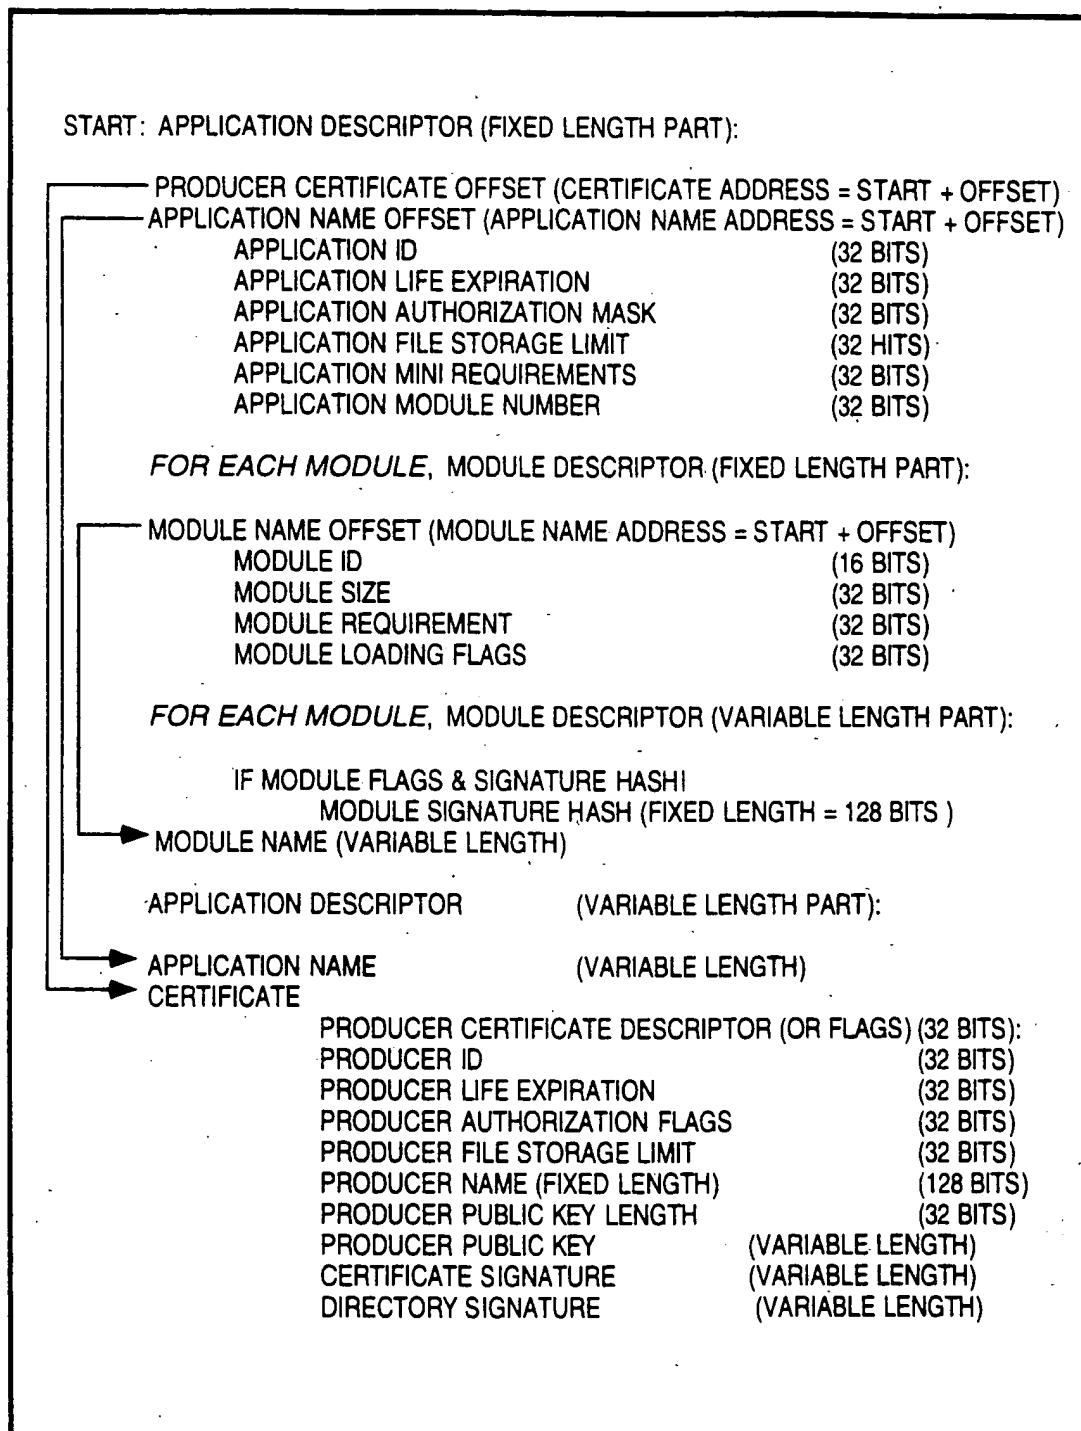 START: APPLICATION DESCRIPTOR (FIXED LENGTH PART):
PRODUCER CERTIFICATE OFFSET (CERTIFICATE ADDRESS = START + OFFSET)
APPLICATION NAME OFFSET (APPLICATION NAME ADDRESS = START + OFFSET)
APPLICATION ID (32 BITS)
APPLICATION LIFE EXPIRATION (32 BITS)
APPLICATION AUTHORIZATION MASK (32 BITS)
APPLICATION FILE STORAGE LIMIT (32 HITS)
APPLICATION MINI REQUIREMENTS (32 BITS)
APPLICATION MODULE NUMBER (32 BITS)
FOR EACH MODULE, MODULE DESCRIPTOR (FIXED LENGTH PART):
MODULE NAME OFFSET (MODULE NAME ADDRESS = START + OFFSET)
MODULE ID (16 BITS)
MODULE SIZE (32 BITS)
MODULE REQUIREMENT (32 BITS)
MODULE LOADING FLAGS (32 BITS)
FOR EACH MODULE, MODULE DESCRIPTOR (VARIABLE LENGTH PART):
IF MODULE FLAGS & SIGNATURE HASHI
MODULE SIGNATURE HASH (FIXED LENGTH = 128 BITS )
MODULE NAME (VARIABLE LENGTH)
APPLICATION DESCRIPTOR (VARIABLE LENGTH PART):
APPLICATION NAME (VARIABLE LENGTH)
CERTIFICATE
PRODUCER CERTIFICATE DESCRIPTOR (OR FLAGS) (32 BITS):
PRODUCER ID (32 BITS)
PRODUCER LIFE EXPIRATION (32 BITS)
PRODUCER AUTHORIZATION FLAGS (32 BITS)
PRODUCER FILE STORAGE LIMIT (32 BITS)
PRODUCER NAME (FIXED LENGTH) (128 BITS)
PRODUCER PUBLIC KEY LENGTH (32 BITS)
PRODUCER PUBLIC KEY (VARIABLE LENGTH)
CERTIFICATE SIGNATURE (VARIABLE LENGTH)
DIRECTORY SIGNATURE (VARIABLE LENGTH)